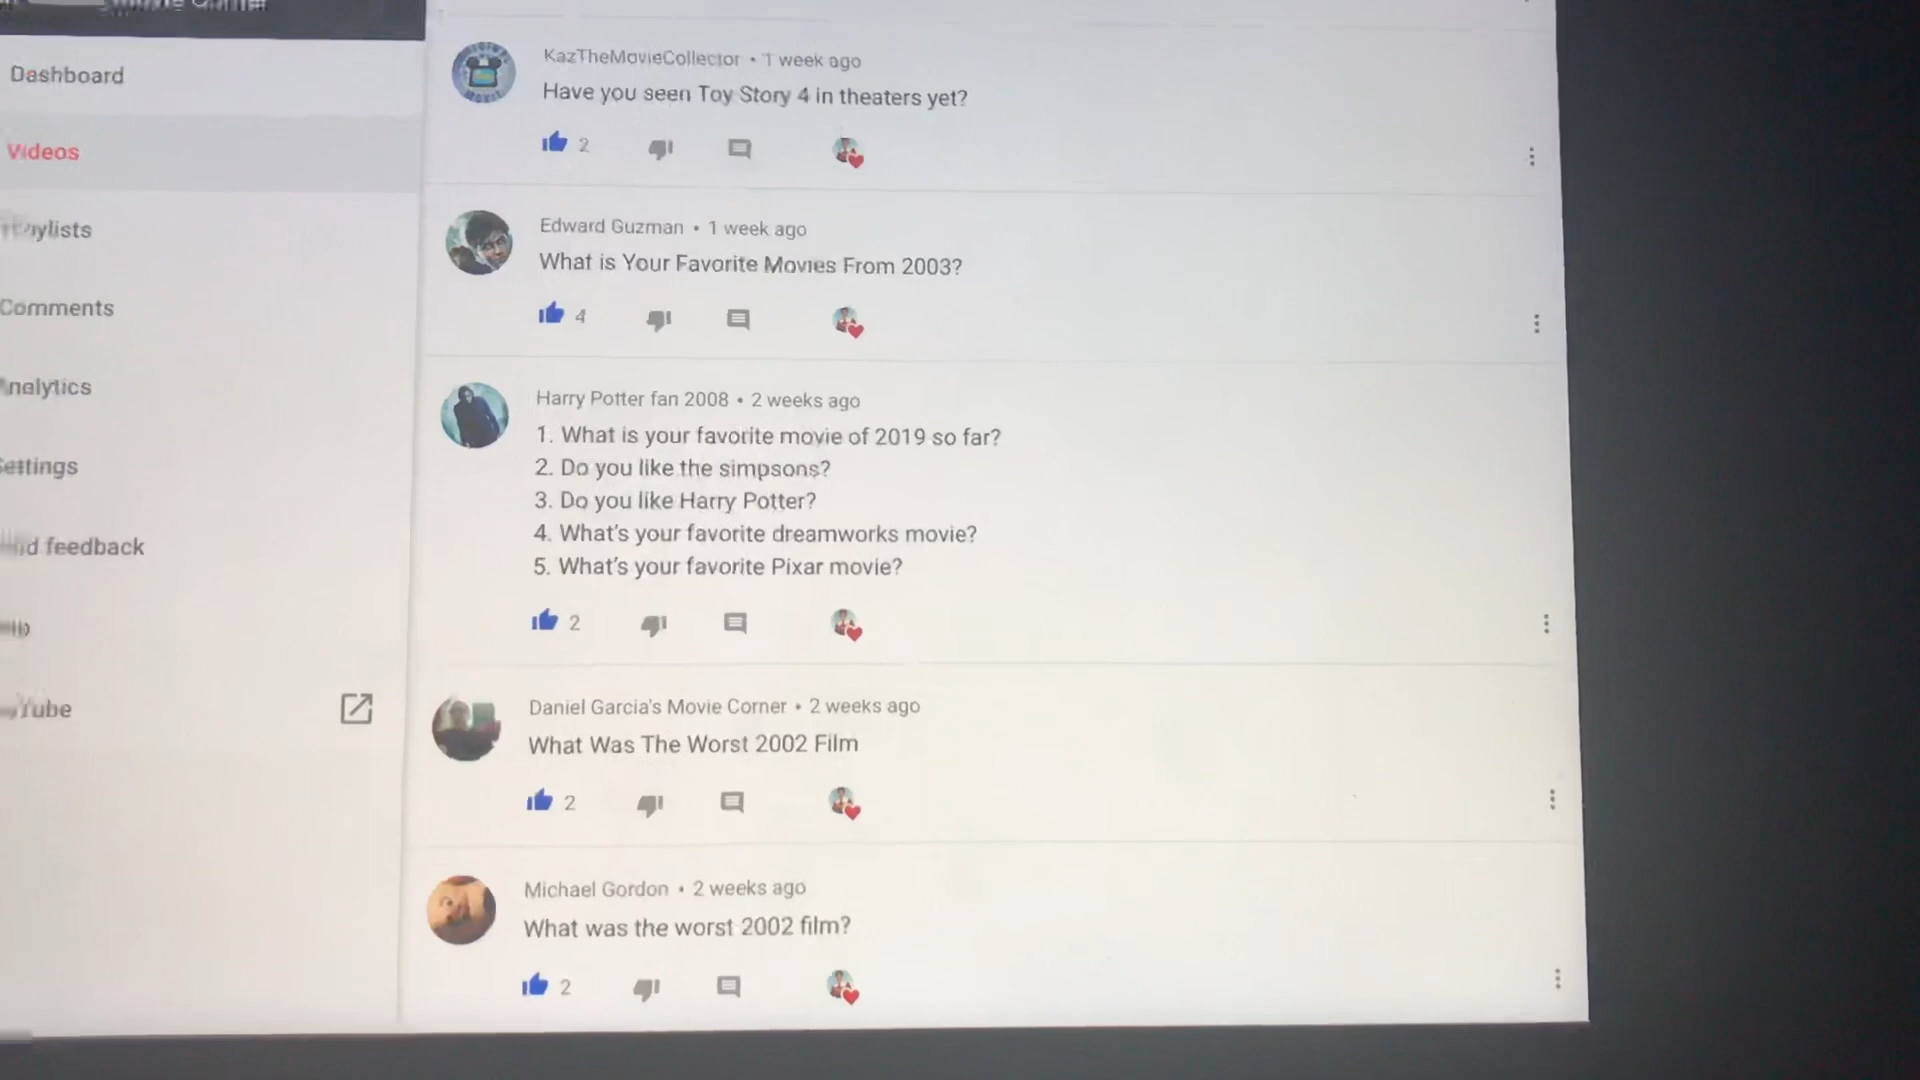 Dashboard
Videos
Comments
Analytics
Settings
feedback
KazTheMovieCollector • 1 week ago
Have you seen Toy Story 4 in theaters yet?
2
Edward Guzman • 1 week ago
What is Your Favorite Movies From 2003?
4
Harry Potter fan 2008 • 2 weeks ago
1. What is your favorite movie of 2019 so far?
2. Do you like the simpsons?
3. Do you like Harry Potter?
4. What's your favorite dreamworks movie?
5. What's your favorite Pixar movie?
2
Daniel Garcia's Movie Corner • 2 weeks ago
What Was The Worst 2002 Film
2
Michael Gordon • 2 weeks ago
What was the worst 2002 film?
2